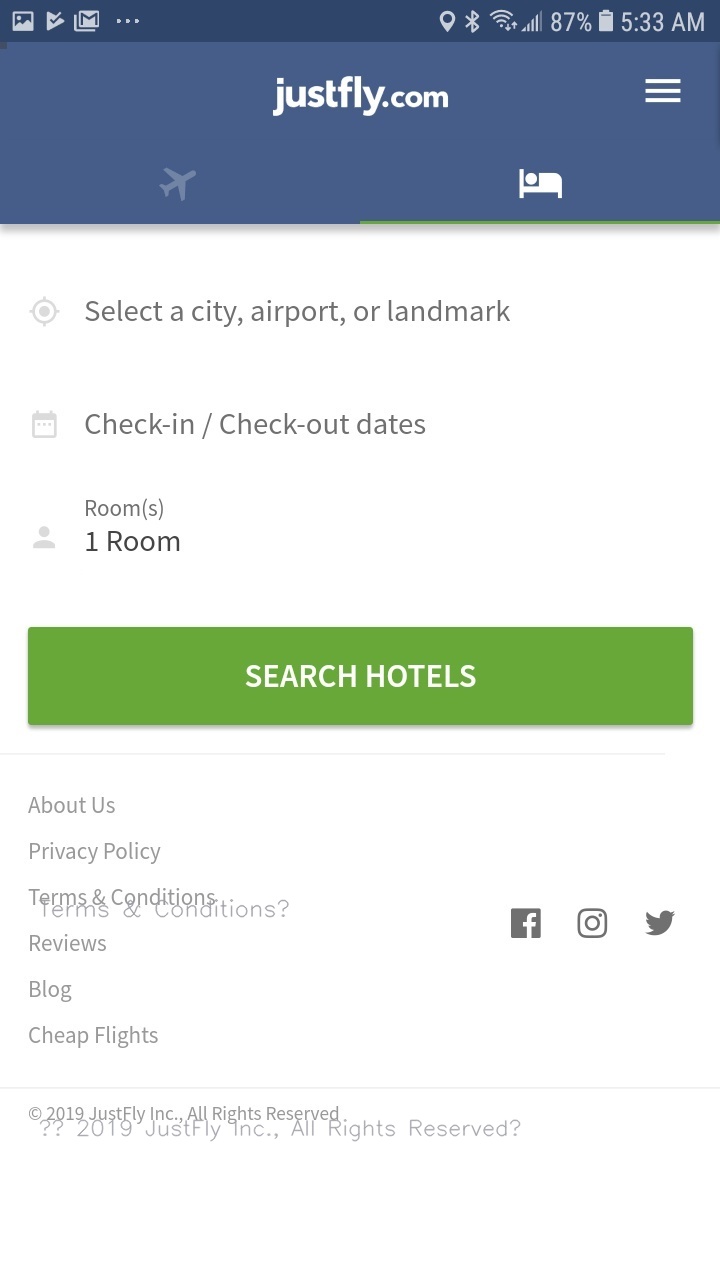 87% 5:33 AM
justfly.com
Select a city, airport, or landmark
Check-in / Check-out dates
Room(s)
1 Room
SEARCH HOTELS
About Us
Privacy Policy
Terms & Conditions
Terms & Conditions?
Reviews
Blog
Cheap Flights
© 2019 JustFly Inc., All Rights Reserved
?? 2019 JustFly Inc., All Rights Reserved?